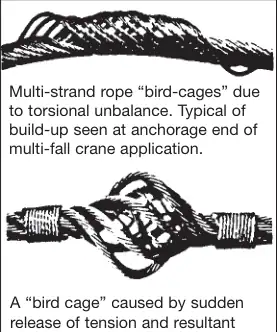 Multi-strand rope “bird-cages” due
to torsional unbalance. Typical of
build-up seen at anchorage end of
multi-fall crane application.
A “bird cage” caused by sudden
release of tension and resultant